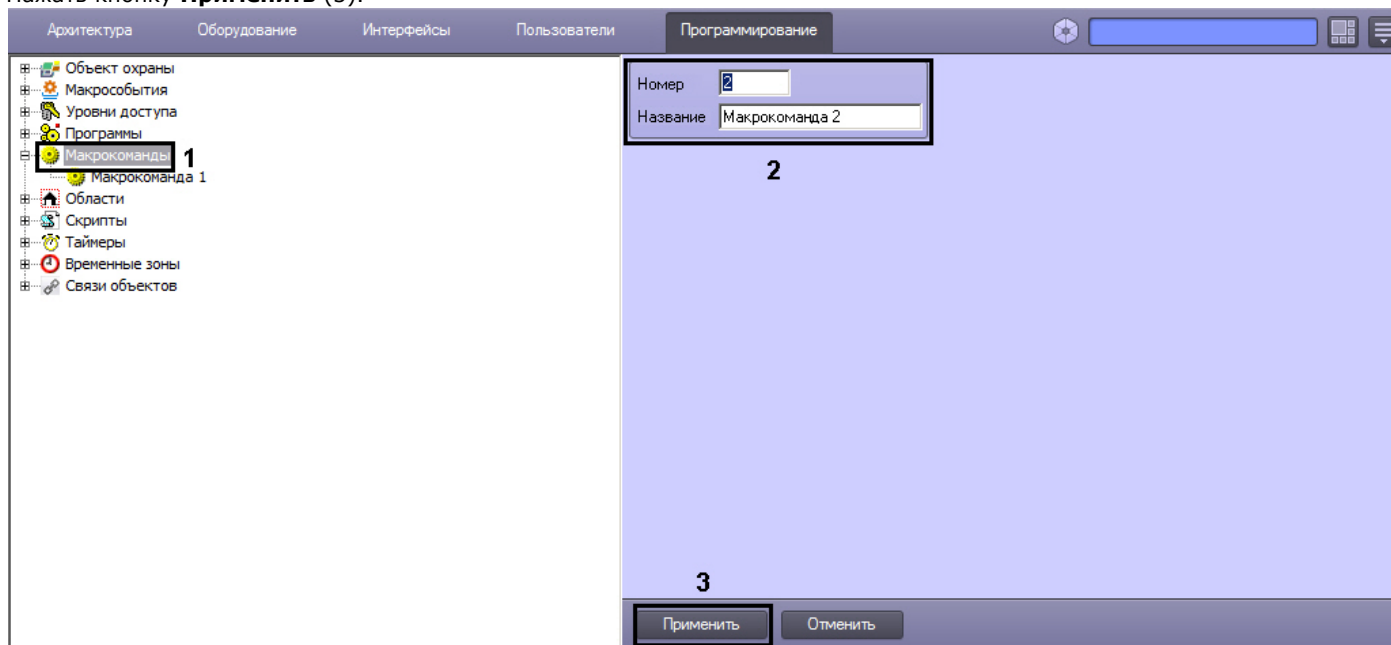 Нажать кнопку Применить (3).
Архитектура Оборудование Интерфейсы Пользователи Программирование
Объект охраны
Макрособытия
Уровни доступа
Программы
Макрокоманды 1
Макрокоманда 1
Области
Скрипты
Таймеры
Временные зоны
Связи объектов
Номер 2
Название Макрокоманда 2
2
3
Применить Отменить